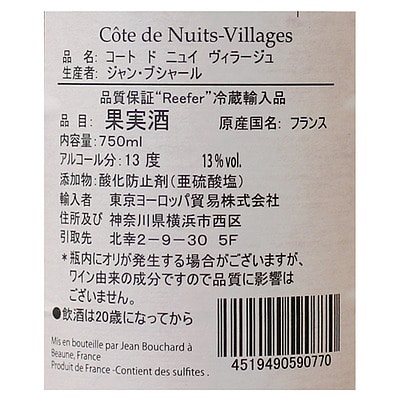 Côte de Nuits-Villages
品 名: コート ド ニュイ ヴィラージュ
生産者: ジャン・ブシャール
品質保証“Reefer”冷蔵輸入品
品 目: 果実酒 原産国名: フランス
内容量:750ml
アルコール分:13 度 13%vol.
添加物:酸化防止剤(亜硫酸塩)
輸入者 東京ヨーロッパ貿易株式会社
住所及び 神奈川県横浜市西区
引取先 北幸2-9-30 5F
*瓶内にオリが発生する場合がございますが、
ワイン由来の成分ですので品質に影響は
ございません。
●飲酒は20歳になってから
Mis en bouteille par Jean Bouchard à
Beaune, France
Produit de France -Contient des sulfites .
4519490590770